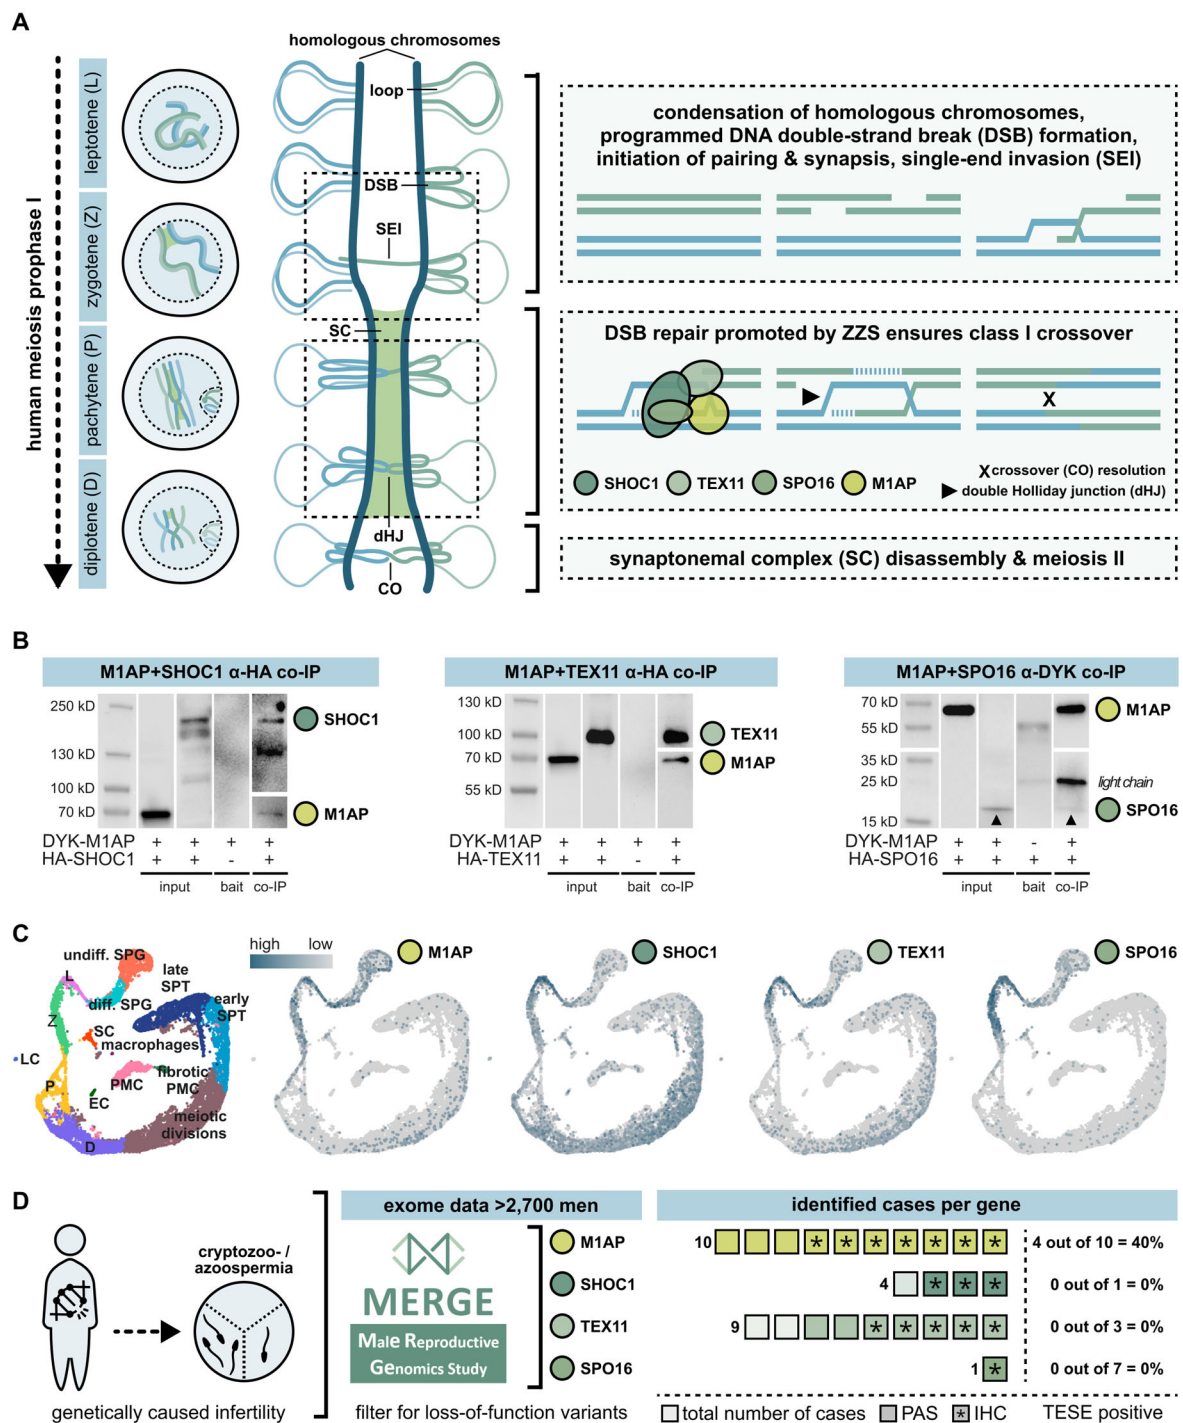 A
human meiosis prophase I
leptotene (L)
zygotene (Z)
pachytene (P)
diplotene (D)
homologous chromosomes
loop
DSB
SEI
SC
dHJ
CO
condensation of homologous chromosomes,
programmed DNA double-strand break (DSB) formation,
initiation of pairing & synapsis, single-end invasion (SEI)
DSB repair promoted by ZZS ensures class I crossover
X
SHOC1 TEX11 SPO16 M1AP
X crossover (CO) resolution
▶ double Holliday junction (dHJ)
synaptonemal complex (SC) disassembly & meiosis II
B
M1AP+SHOC1 α-HA co-IP
250 kD
130 kD
100 kD
70 kD
SHOC1
M1AP
DYK-M1AP + + + +
HA-SHOC1 + + - +
input bait co-IP
M1AP+TEX11 α-HA co-IP
130 kD
100 kD
70 kD
55 kD
TEX11
M1AP
DYK-M1AP + + + +
HA-TEX11 + + - +
input bait co-IP
M1AP+SPO16 α-DYK co-IP
70 kD
55 kD
35 kD
25 kD
15 kD
M1AP
light chain
SPO16
DYK-M1AP + + - +
HA-SPO16 + + + +
input bait co-IP
C
undiff. SPG
L
diff. SPG
late
SPT
early
SPT
Z
SC
macrophages
LC
P
EC
PMC
fibrotic
PMC
meiotic
divisions
D
high low
M1AP
SHOC1
TEX11
SPO16
D
cryptozoo- /
azoospermia
genetically caused infertility
exome data >2,700 men
MERGE
Male Reproductive
Genomics Study
M1AP
SHOC1
TEX11
SPO16
filter for loss-of-function variants
identified cases per gene
10 * * * * * * * 4 out of 10 = 40%
4 * * * 0 out of 1 = 0%
9 * * * * * 0 out of 3 = 0%
1 * 0 out of 7 = 0%
total number of cases PAS * IHC TESE positive